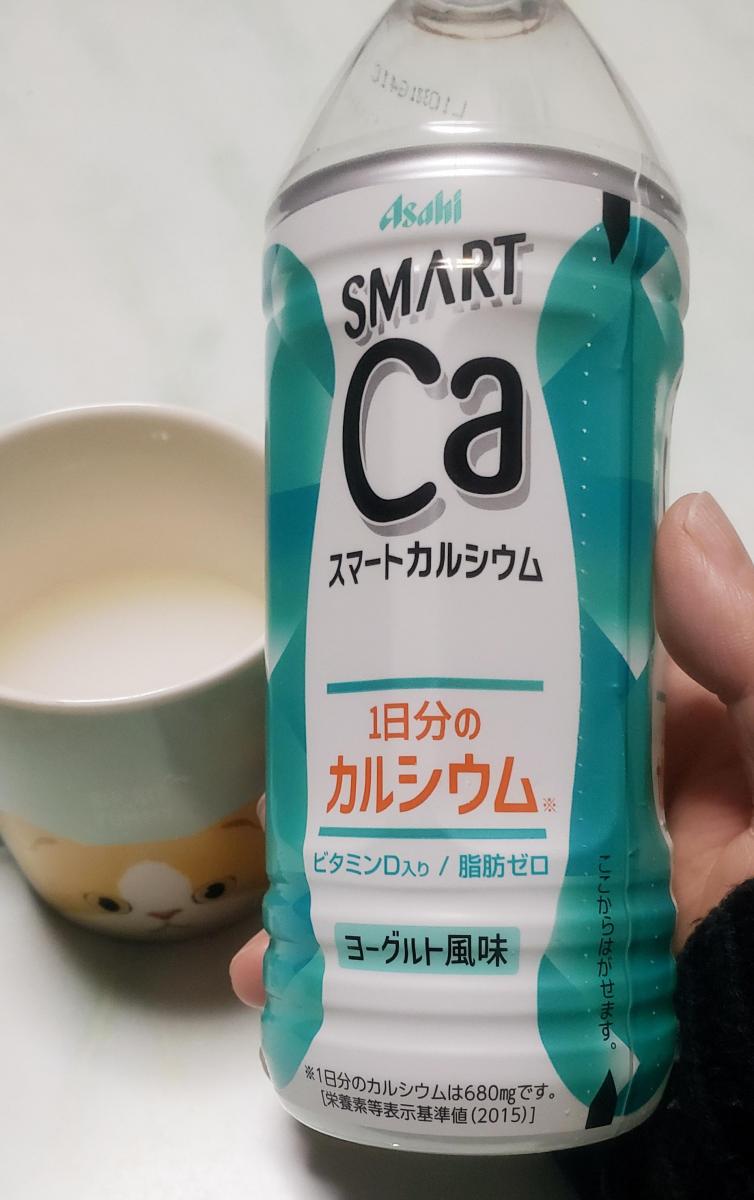 Asahi
SMART
Ca
スマートカルシウム
1日分の
カルシウム※
ビタミンD入り / 脂肪ゼロ
ヨーグルト風味
ここからはがせます。
※1日分のカルシウムは680㎎です。
[栄養素等表示基準値(2015)]